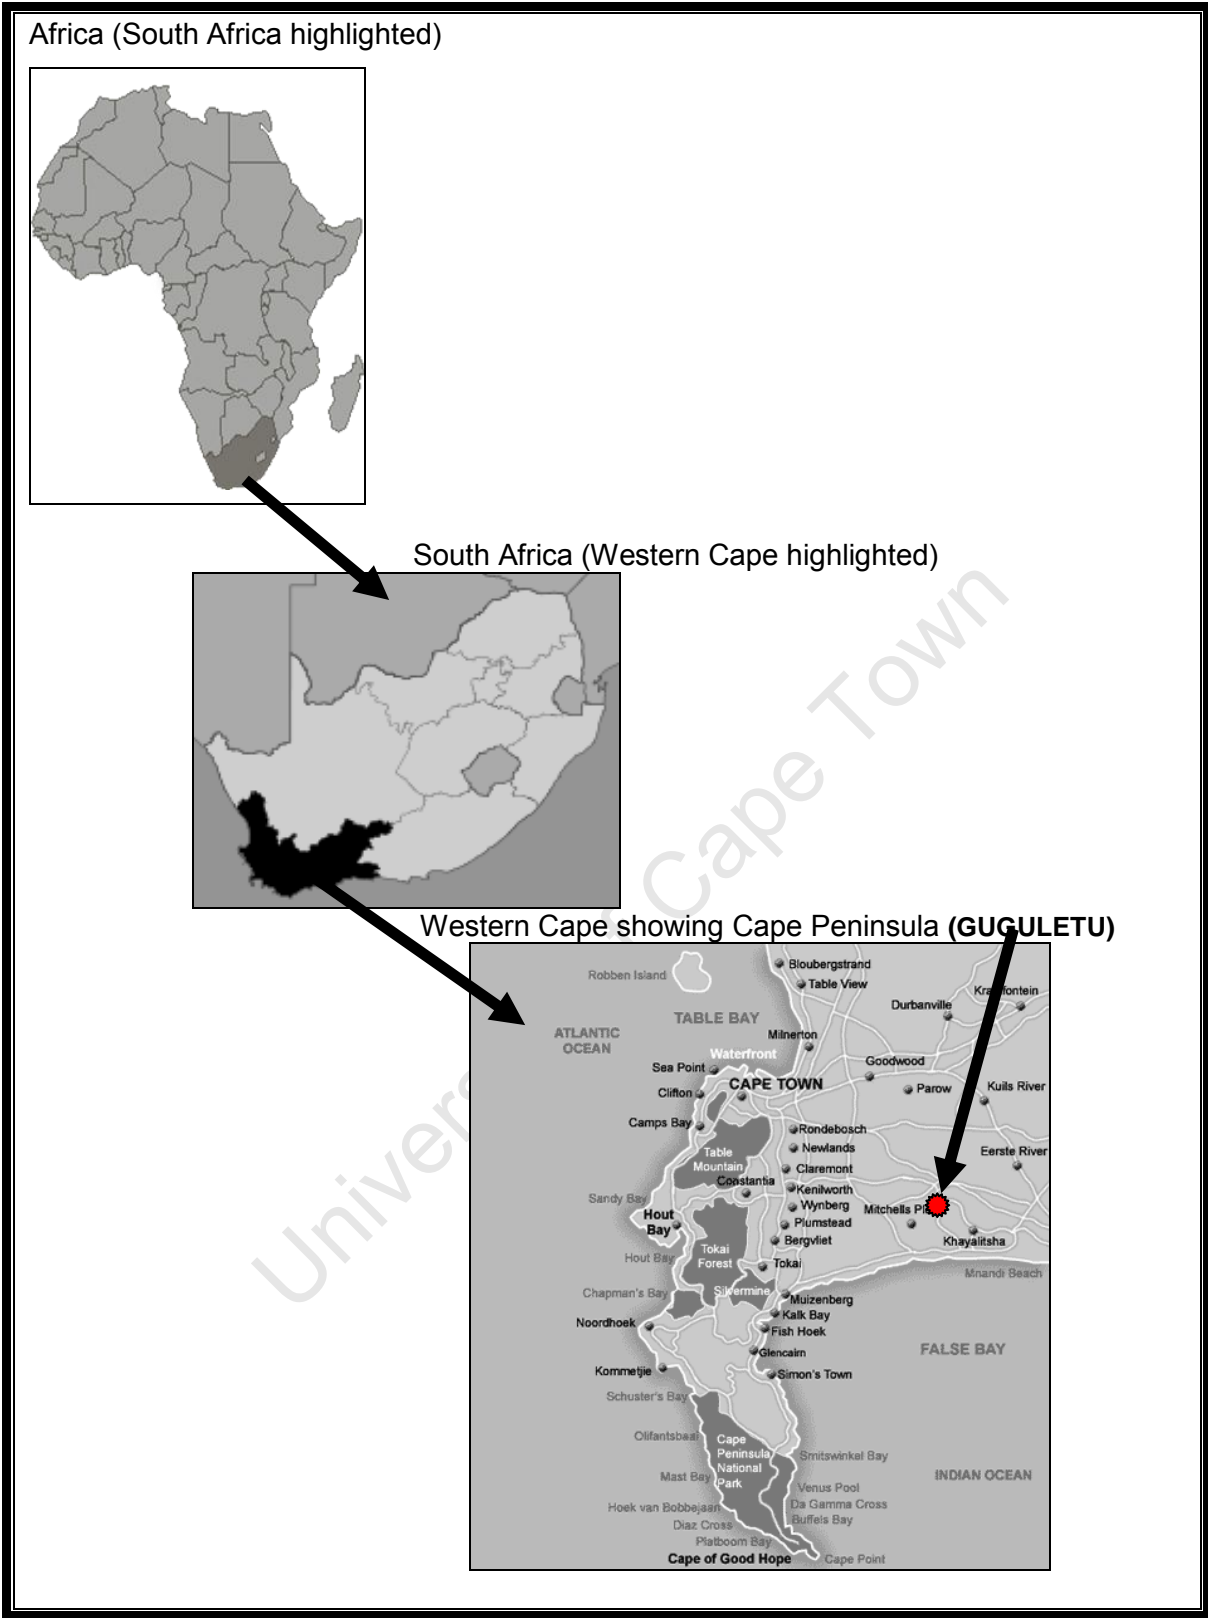 Africa (South Africa highlighted)
South Africa (Western Cape highlighted)
Western Cape showing Cape Peninsula (GUGULETU)
Robben Island
Bloubergstrand
Table View
Durbanville
TABLE BAY
ATLANTIC
OCEAN
Milnerton
Waterfront
Goodwood
Sea Point
CAPE TOWN
Parow
Kuils River
Clifton
Camps Bay
Rondebosch
Newlands
Table
Mountain
Eerste River
Claremont
Constantia
Kenilworth
Sandy Bay
Wynberg
Mitchells
Hout
Bay
Plumstead
Bergvliet
Khayalitsha
Hout Bay
Tokai
Forest
Tokai
Mnandi Beach
Chapman's Bay
Silvermine
Muizenberg
Kalk Bay
Noordhoek
Fish Hoek
Glencairn
FALSE BAY
Kommetjie
Simon's Town
Schuster's Bay
Olifantsbaai
Cape
Peninsula
National
Park
Smitswinkel Bay
Mast Bay
INDIAN OCEAN
Venus Pool
Hoek van Bobbejaan
Da Gamma Cross
Diaz Cross
Buffels Bay
Platboom Bay
Cape of Good Hope
Cape Point
University of Cape Town